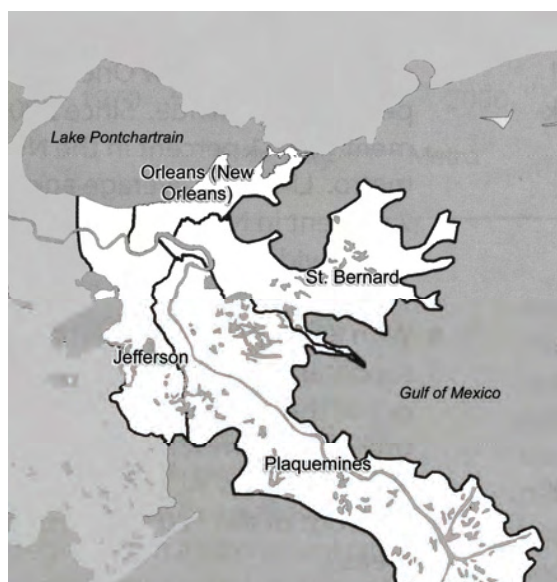 Lake Pontchartrain
Orleans (New
Orleans)
St. Bernard
Jefferson
Gulf of Mexico
Plaquemines